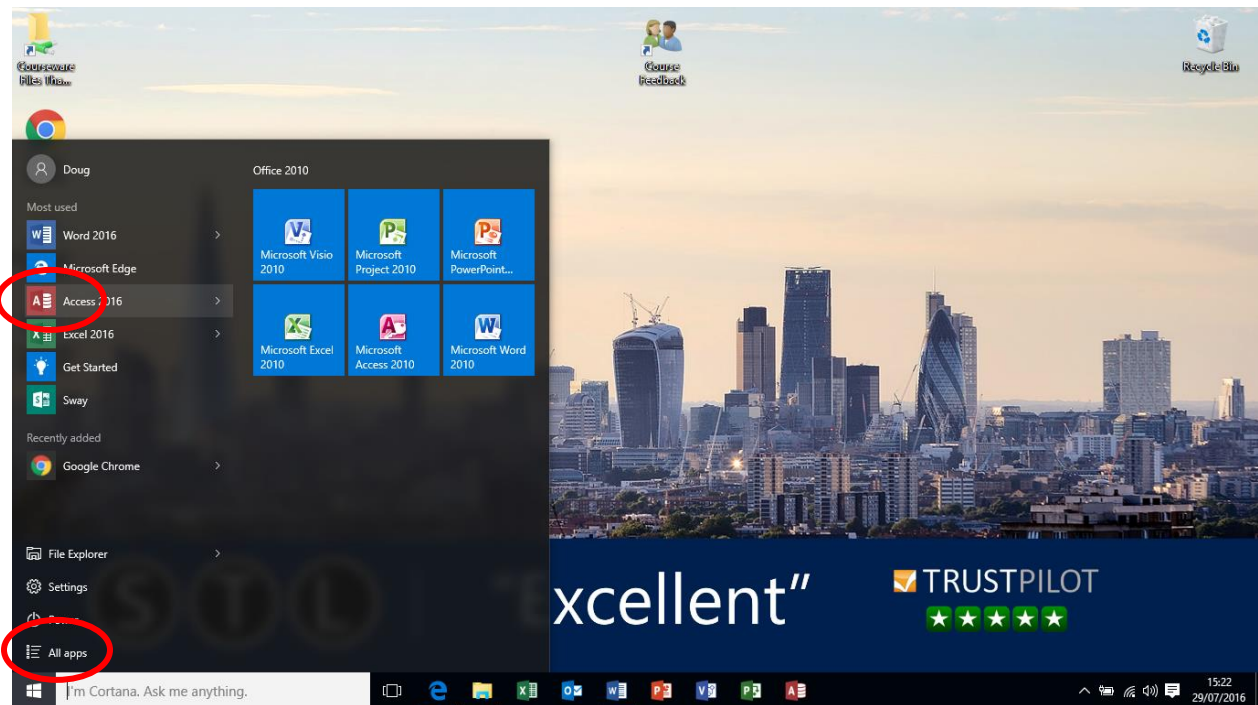 Courseware
Files Tha...
Course
Feedback
Recycle Bin
Doug
Most used
Word 2016
Microsoft Edge
Access 2016
Excel 2016
Get Started
Sway
Recently added
Google Chrome
File Explorer
Settings
Power
All apps
Office 2010
Microsoft Visio
2010
Microsoft
Project 2010
Microsoft
PowerPoint...
Microsoft Excel
2010
Microsoft
Access 2010
Microsoft Word
2010
STL
xcellent”
TRUSTPILOT
I'm Cortana. Ask me anything.
15:22
29/07/2016